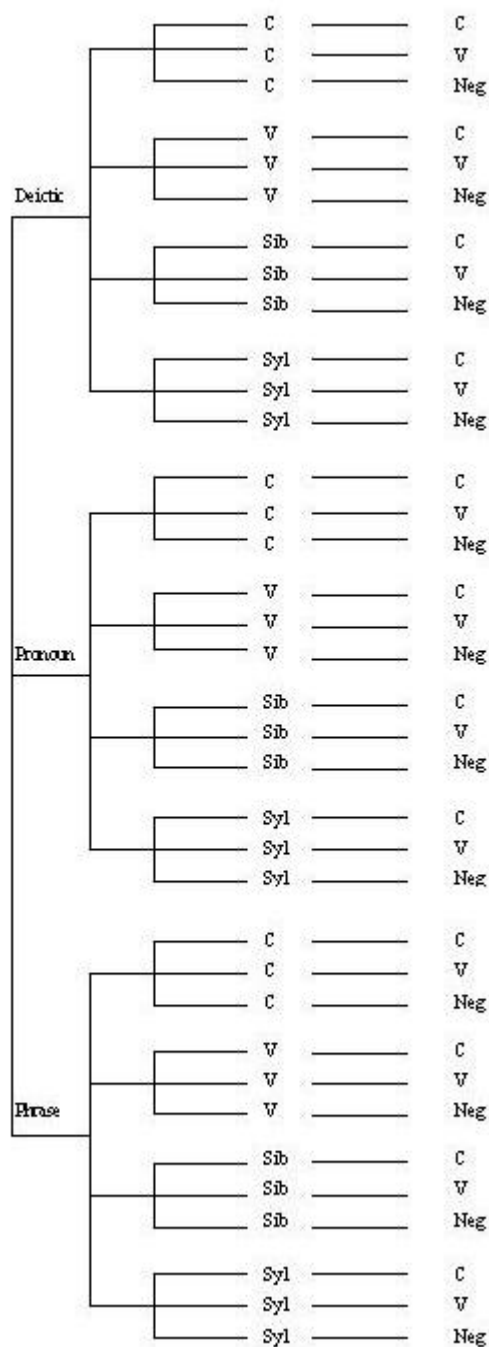 C C
C V
C Neg
V C
V V
Deictic
V Neg
Sib C
Sib V
Sib Neg
Syl C
Syl V
Syl Neg
C C
C V
C Neg
V C
V V
Pronoun V Neg
Sib C
Sib V
Sib Neg
Syl C
Syl V
Syl Neg
C C
C V
C Neg
V C
V V
Phrase V Neg
Sib C
Sib V
Sib Neg
Syl C
Syl V
Syl Neg